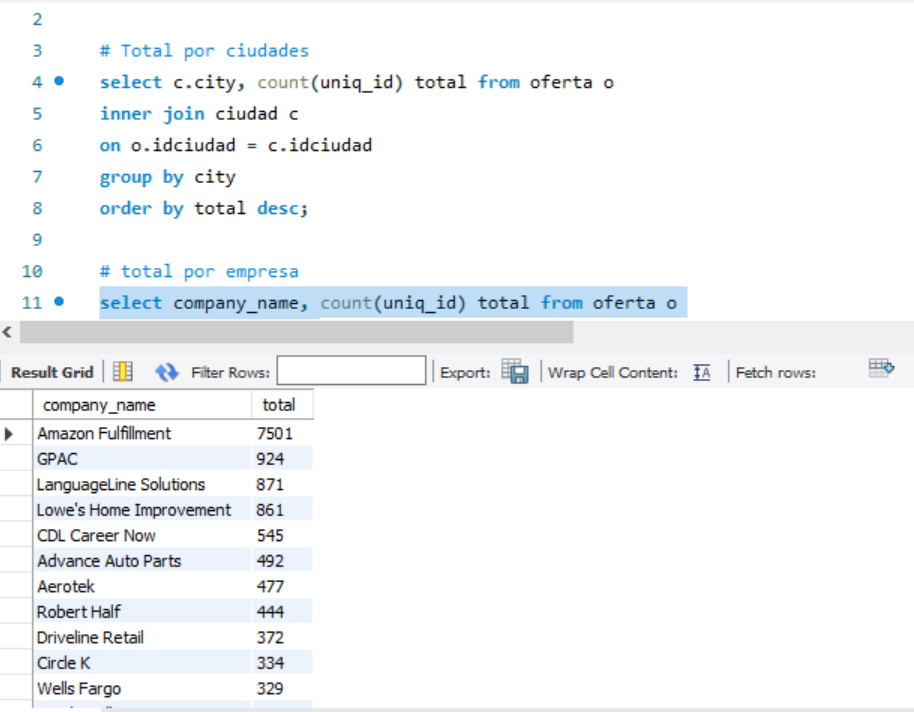 2
3 # Total por ciudades
4 select c.city, count(uniq_id) total from oferta o
5 inner join ciudad c
6 on o.idciudad = c.idciudad
7 group by city
8 order by total desc;
9
10 # total por empresa
11 select company_name, count(uniq_id) total from oferta o
Result Grid Filter Rows: Export: Wrap Cell Content: IA Fetch rows:
company_name total
Amazon Fulfillment 7501
GPAC 924
LanguageLine Solutions 871
Lowe's Home Improvement 861
CDL Career Now 545
Advance Auto Parts 492
Aerotek 477
Robert Half 444
Driveline Retail 372
Circle K 334
Wells Fargo 329